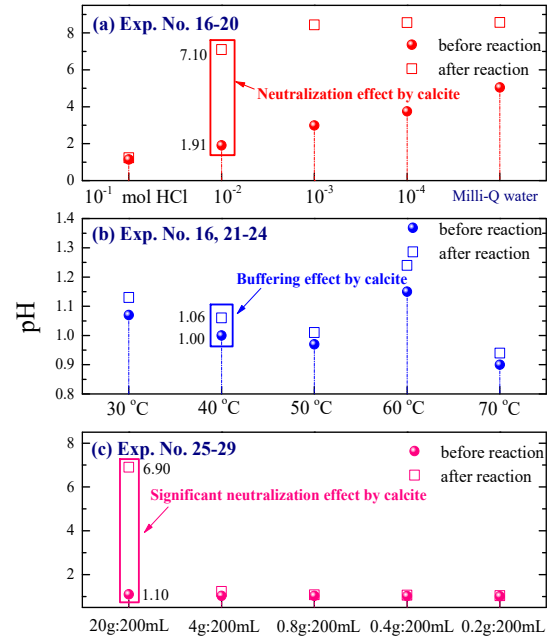 (a) Exp. No. 16-20
before reaction
after reaction
7.10
Neutralization effect by calcite
1.91
8
6
4
2
0
10-1 mol HCl 10-2 10-3 10-4 Milli-Q water
(b) Exp. No. 16, 21-24
before reaction
after reaction
Buffering effect by calcite
1.06
1.00
1.4
1.3
1.2
1.1
1.0
0.9
0.8
pH
30 °C 40 °C 50 °C 60 °C 70 °C
(c) Exp. No. 25-29
before reaction
after reaction
6.90
Significant neutralization effect by calcite
1.10
8
6
4
2
20g:200mL 4g:200mL 0.8g:200mL 0.4g:200mL 0.2g:200mL